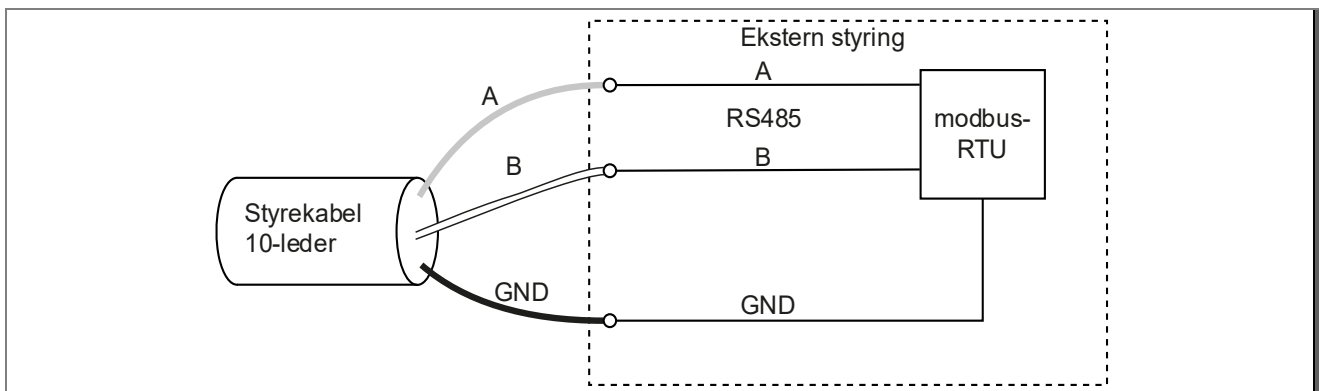 Ekstern styring
A
A
RS485
modbus-
RTU
B
B
Styrekabel
10-leder
GND
GND